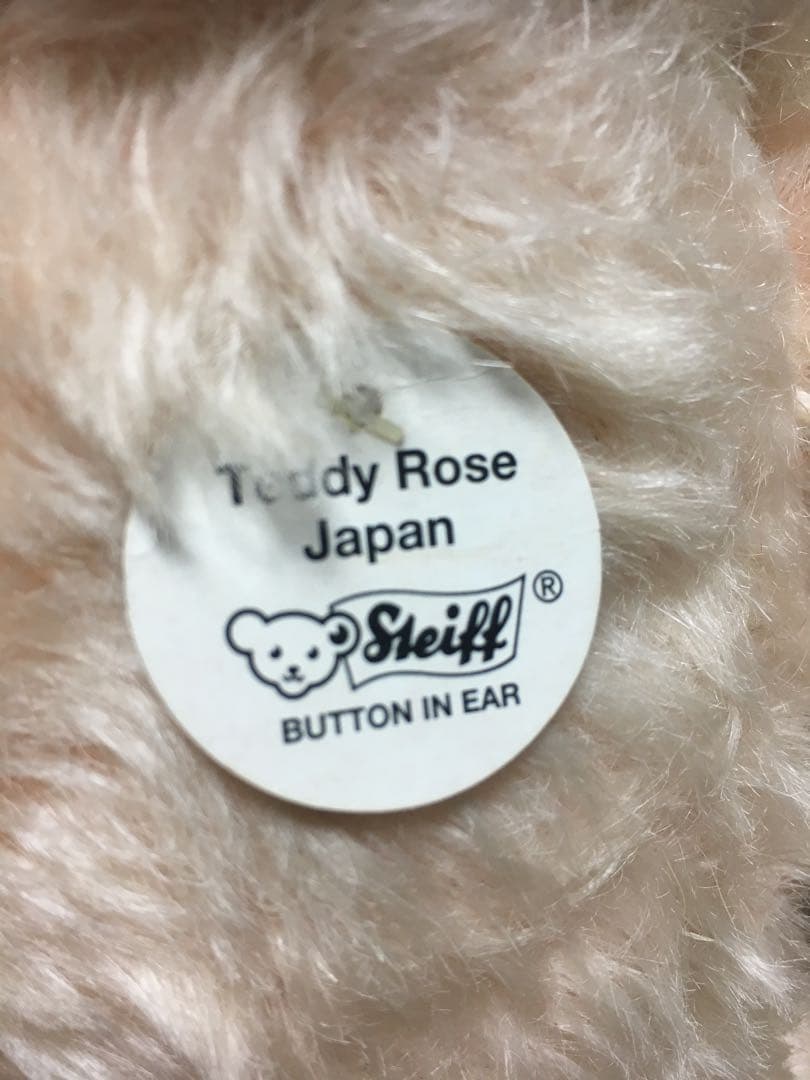 Teddy Rose
Japan
Steiff®
BUTTON IN EAR